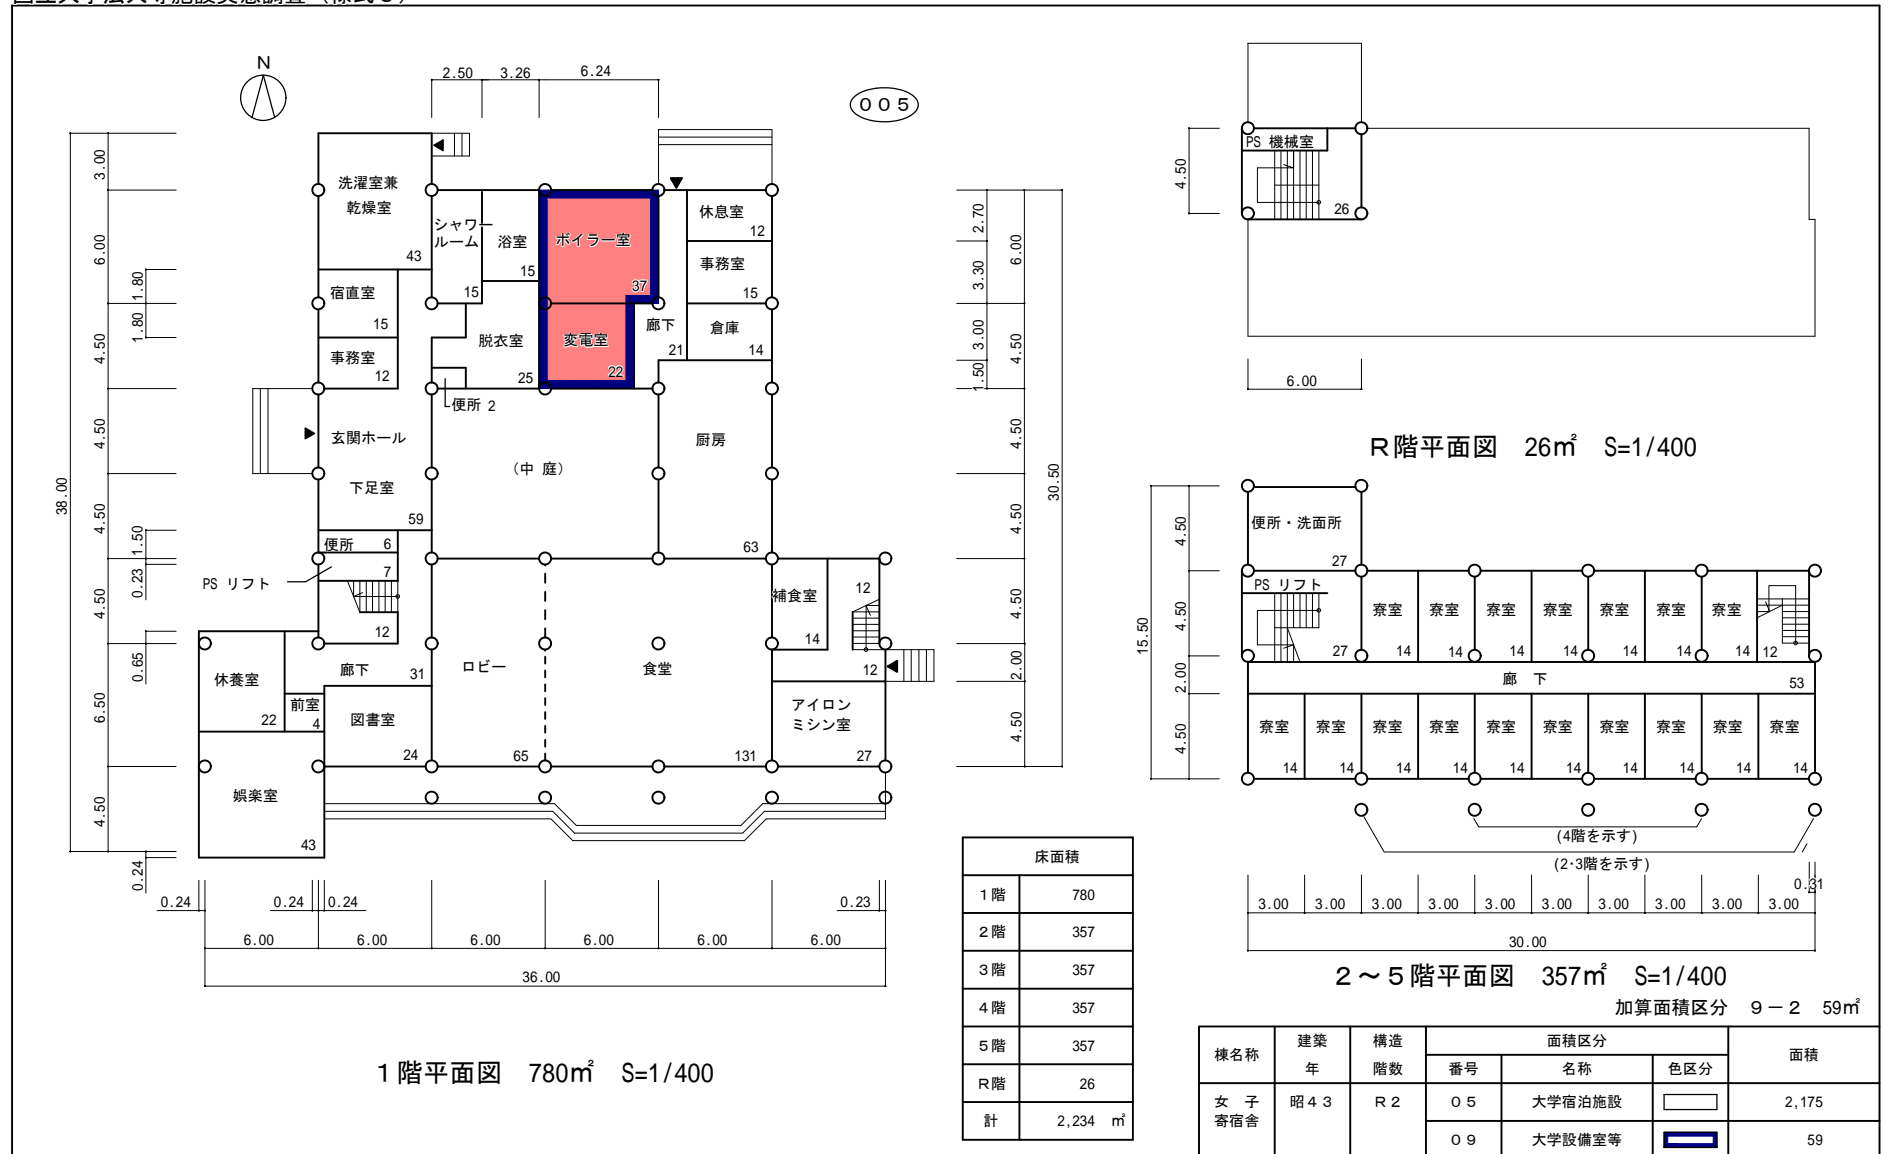 N
2.50 3.26 6.24
００５
38.00
3.00
6.00
1.80
1.80
4.50
4.50
4.50
1.50
0.23
4.50
0.65
6.50
4.50
0.24
洗濯室兼
乾燥室
43
シャワー
ルーム
15
浴室
15
ボイラー室
37
休息室
12
事務室
15
宿直室
15
事務室
12
脱衣室
25
変電室
22
廊下
21
倉庫
14
便所 2
玄関ホール
下足室
59
（中 庭）
厨房
63
便所 6
7
PS リフト
12
補食室
14
12
12
休養室
22
廊下
31
前室
4
図書室
24
ロビー
65
食堂
131
アイロン
ミシン室
27
娯楽室
43
2.70
3.30
3.00
1.50
6.00
4.50
4.50
4.50
4.50
2.00
4.50
30.50
0.24 0.24 0.24 0.23
6.00 6.00 6.00 6.00 6.00 6.00
36.00
１階平面図 780㎡ S=1/400
床面積
１階 780
２階 357
３階 357
４階 357
５階 357
Ｒ階 26
計 2,234 ㎡
4.50
PS 機械室
26
6.00
Ｒ階平面図 26㎡ S=1/400
15.50
4.50
4.50
2.00
4.50
便所・洗面所
27
PS リフト
27
寮室 寮室 寮室 寮室 寮室 寮室 寮室
14 14 14 14 14 14 14 12
廊 下
53
寮室 寮室 寮室 寮室 寮室 寮室 寮室 寮室 寮室 寮室
14 14 14 14 14 14 14 14 14 14
(4階を示す)
(2･3階を示す)
0.31
3.00 3.00 3.00 3.00 3.00 3.00 3.00 3.00 3.00 3.00
30.00
２～５階平面図 357㎡ S=1/400
加算面積区分 ９－２ 59㎡
棟名称 建築年 構造階数 面積区分 面積
番号 名称 色区分
女 子 寄宿舎 昭４３ Ｒ２ ０５ 大学宿泊施設 2,175
０９ 大学設備室等 59